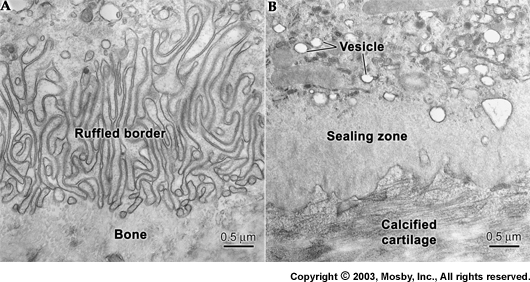 A
Ruffled border
Bone
0.5 µm
B
Vesicle
Sealing zone
Calcified
cartilage
0.5 µm
Copyright © 2003, Mosby, Inc., All rights reserved.